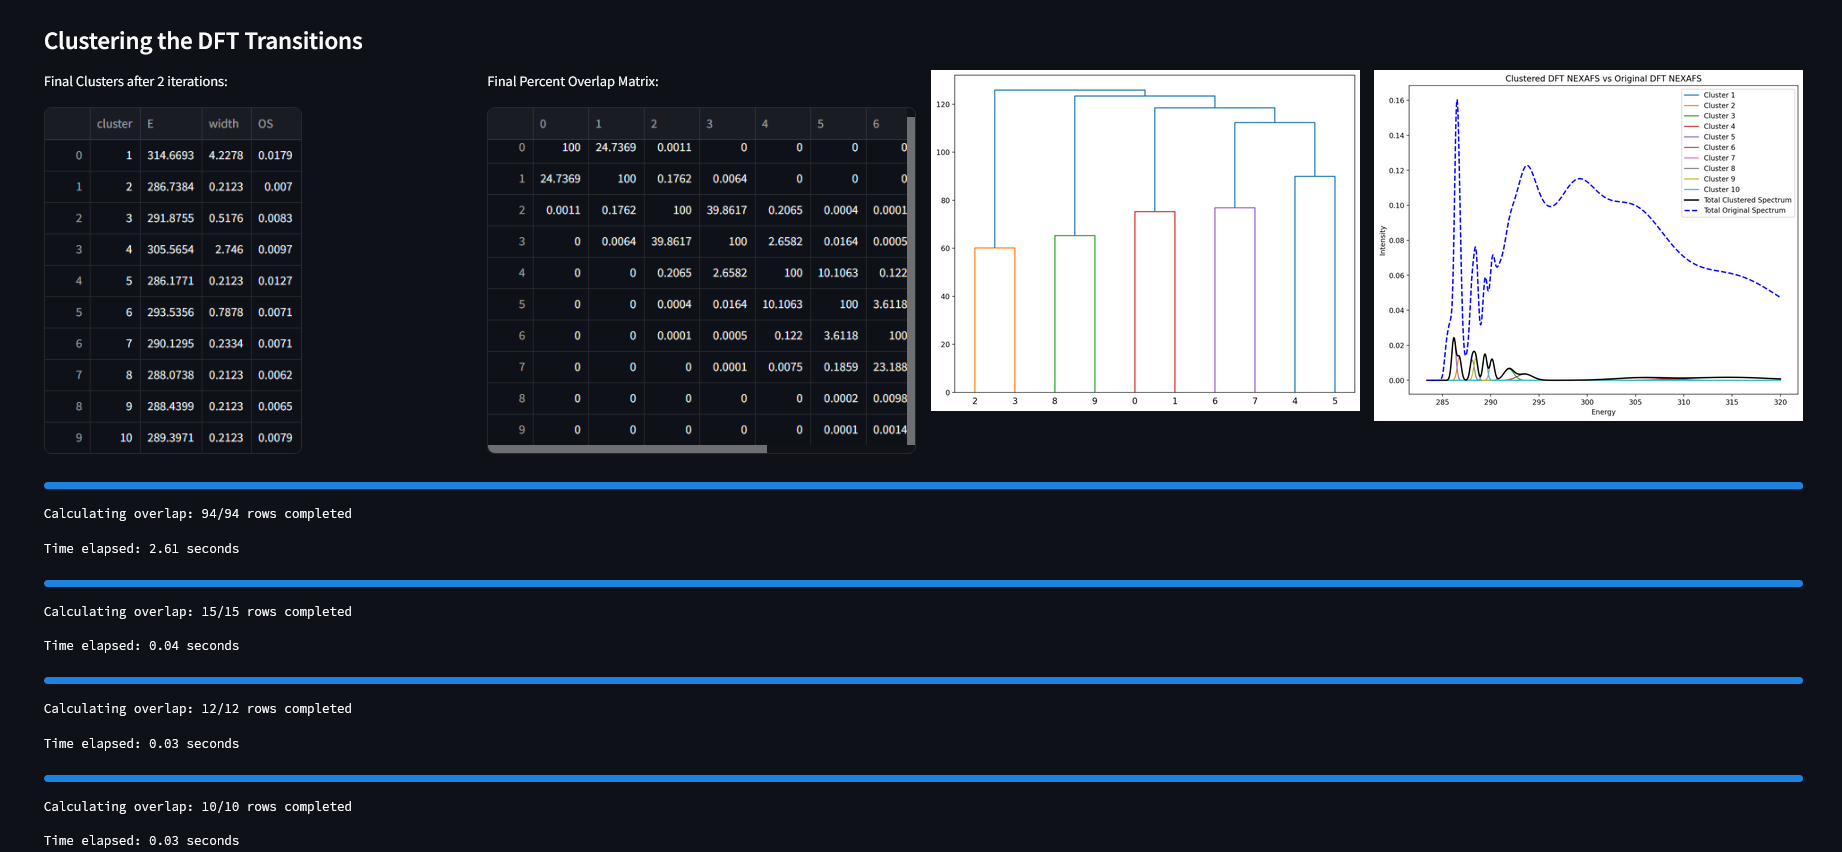 Clustering the DFT Transitions
Final Clusters after 2 iterations:
cluster E width OS
0 1 314.6693 4.2278 0.0179
1 2 286.7384 0.2123 0.007
2 3 291.8755 0.5176 0.0083
3 4 305.5654 2.746 0.0097
4 5 286.1771 0.2123 0.0127
5 6 293.5356 0.7878 0.0071
6 7 290.1295 0.2334 0.0071
7 8 288.0738 0.2123 0.0062
8 9 288.4399 0.2123 0.0065
9 10 289.3971 0.2123 0.0079
Final Percent Overlap Matrix:
0 1 2 3 4 5 6
0 100 24.7369 0.0011 0 0 0 0
1 24.7369 100 0.1762 0.0064 0 0 0
2 0.0011 0.1762 100 39.8617 0.2065 0.0004 0.0001
3 0 0.0064 39.8617 100 2.6582 0.0164 0.0005
4 0 0 0.2065 2.6582 100 10.1063 0.122
5 0 0 0.0004 0.0164 10.1063 100 3.6118
6 0 0 0.0001 0.0005 0.122 3.6118 100
7 0 0 0 0.0001 0.0075 0.1859 23.188
8 0 0 0 0 0 0.0002 0.0098
9 0 0 0 0 0 0.0001 0.0014
120
100
80
60
40
20
0
2 3 8 9 0 1 6 7 4 5
Clustered DFT NEXAFS vs Original DFT NEXAFS
Cluster 1
Cluster 2
Cluster 3
Cluster 4
Cluster 5
Cluster 6
Cluster 7
Cluster 8
Cluster 9
Cluster 10
Total Clustered Spectrum
Total Original Spectrum
Intensity
0.16
0.14
0.12
0.10
0.08
0.06
0.04
0.02
0.00
285 290 295 300 305 310 315 320
Energy
Calculating overlap: 94/94 rows completed
Time elapsed: 2.61 seconds
Calculating overlap: 15/15 rows completed
Time elapsed: 0.04 seconds
Calculating overlap: 12/12 rows completed
Time elapsed: 0.03 seconds
Calculating overlap: 10/10 rows completed
Time elapsed: 0.03 seconds